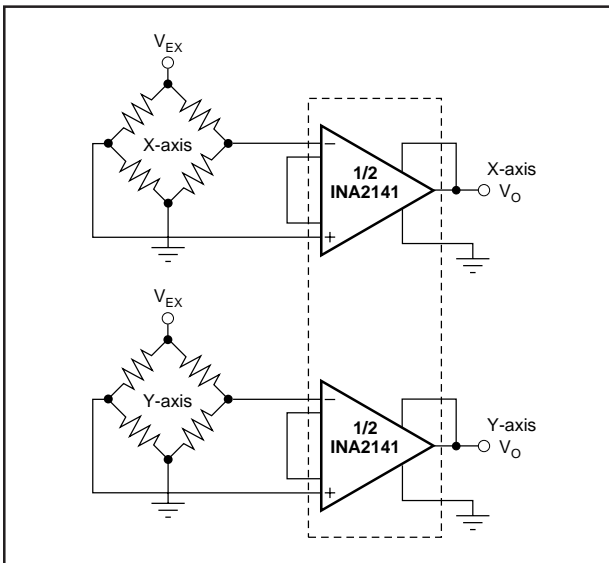 V_EX
X-axis
−
1/2
INA2141
+
X-axis
V_O
V_EX
Y-axis
−
1/2
INA2141
+
Y-axis
V_O